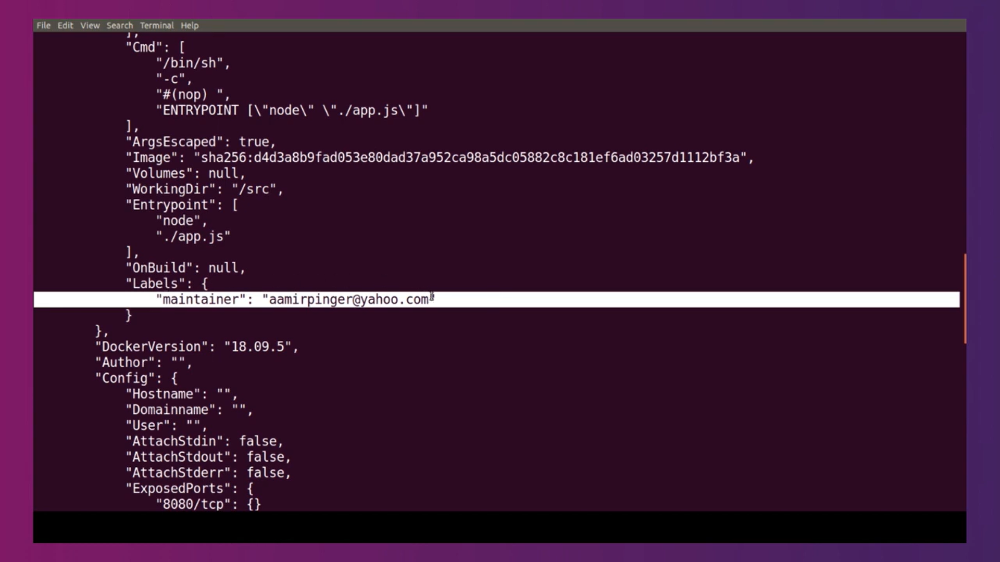 File Edit View Search Terminal Help
],
"Cmd": [
"/bin/sh",
"-c",
"#(nop) ",
"ENTRYPOINT [\"node\" \"./app.js\"]"
],
"ArgsEscaped": true,
"Image": "sha256:d4d3a8b9fad053e80dad37a952ca98a5dc05882c8c181ef6ad03257d1112bf3a",
"Volumes": null,
"WorkingDir": "/src",
"Entrypoint": [
"node",
"./app.js"
],
"OnBuild": null,
"Labels": {
"maintainer": "aamirpinger@yahoo.com"
}
},
"DockerVersion": "18.09.5",
"Author": "",
"Config": {
"Hostname": "",
"Domainname": "",
"User": "",
"AttachStdin": false,
"AttachStdout": false,
"AttachStderr": false,
"ExposedPorts": {
"8080/tcp": {}